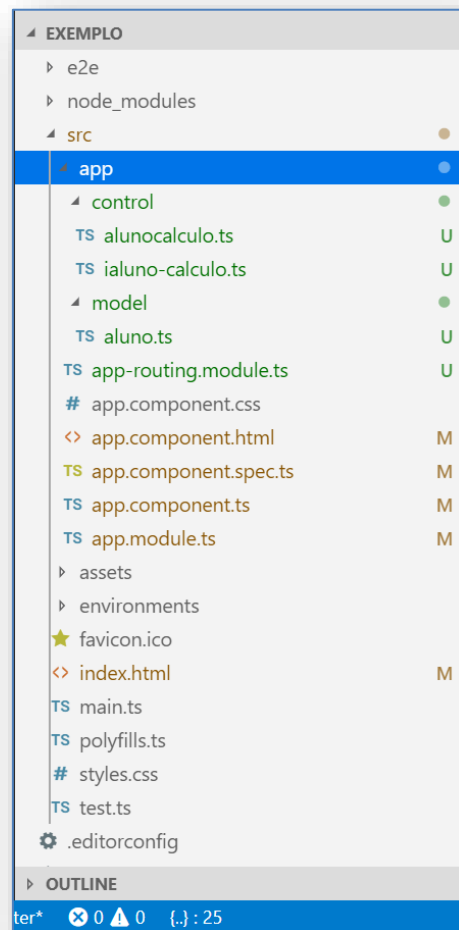 EXEMPLO
e2e
node_modules
src
app
control
TS alunocalculo.ts U
TS ialuno-calculo.ts U
model
TS aluno.ts U
TS app-routing.module.ts U
# app.component.css
<> app.component.html M
TS app.component.spec.ts M
TS app.component.ts M
TS app.module.ts M
assets
environments
favicon.ico
<> index.html M
TS main.ts
TS polyfills.ts
# styles.css
TS test.ts
.editorconfig
OUTLINE
ter* 0 0 {..} : 25